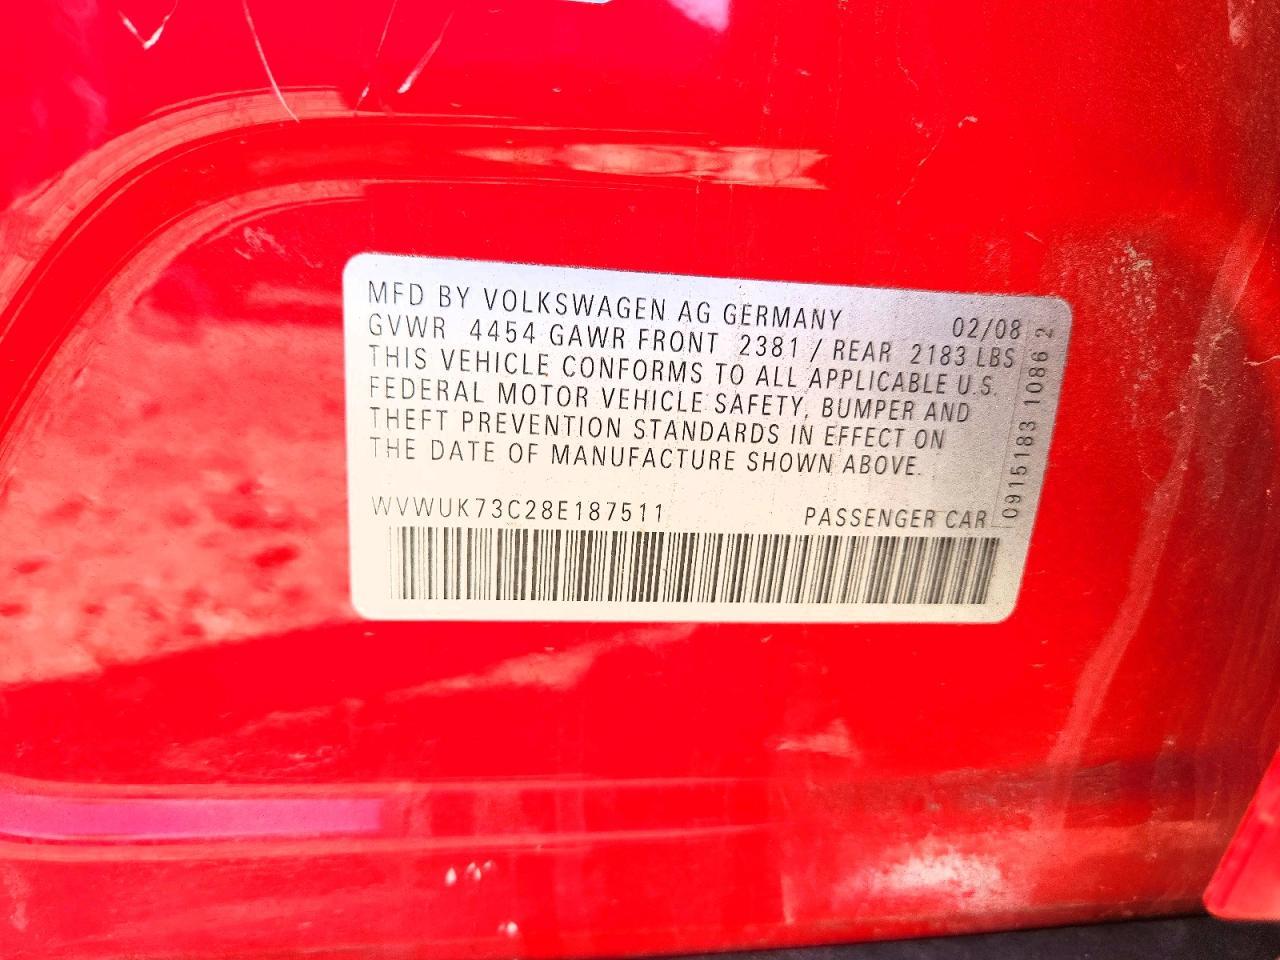 MFD BY VOLKSWAGEN AG GERMANY 02/08
GVWR 4454 GAWR FRONT 2381 / REAR 2183 LBS
THIS VEHICLE CONFORMS TO ALL APPLICABLE U.S.
FEDERAL MOTOR VEHICLE SAFETY, BUMPER AND
THEFT PREVENTION STANDARDS IN EFFECT ON
THE DATE OF MANUFACTURE SHOWN ABOVE.
WVWUK73C28E187511 PASSENGER CAR
0915183 1086 2